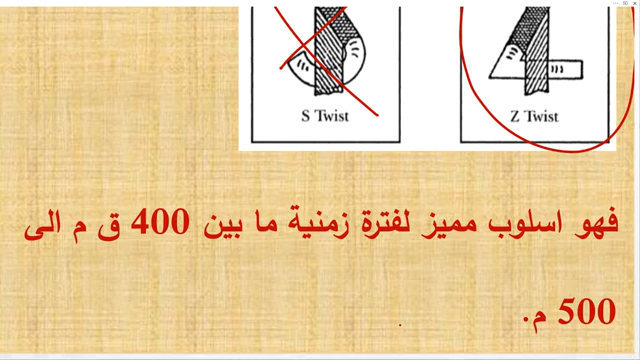 S Twist
Z Twist
فهو اسلوب مميز لفترة زمنية ما بين 400 ق م الى
500 م.